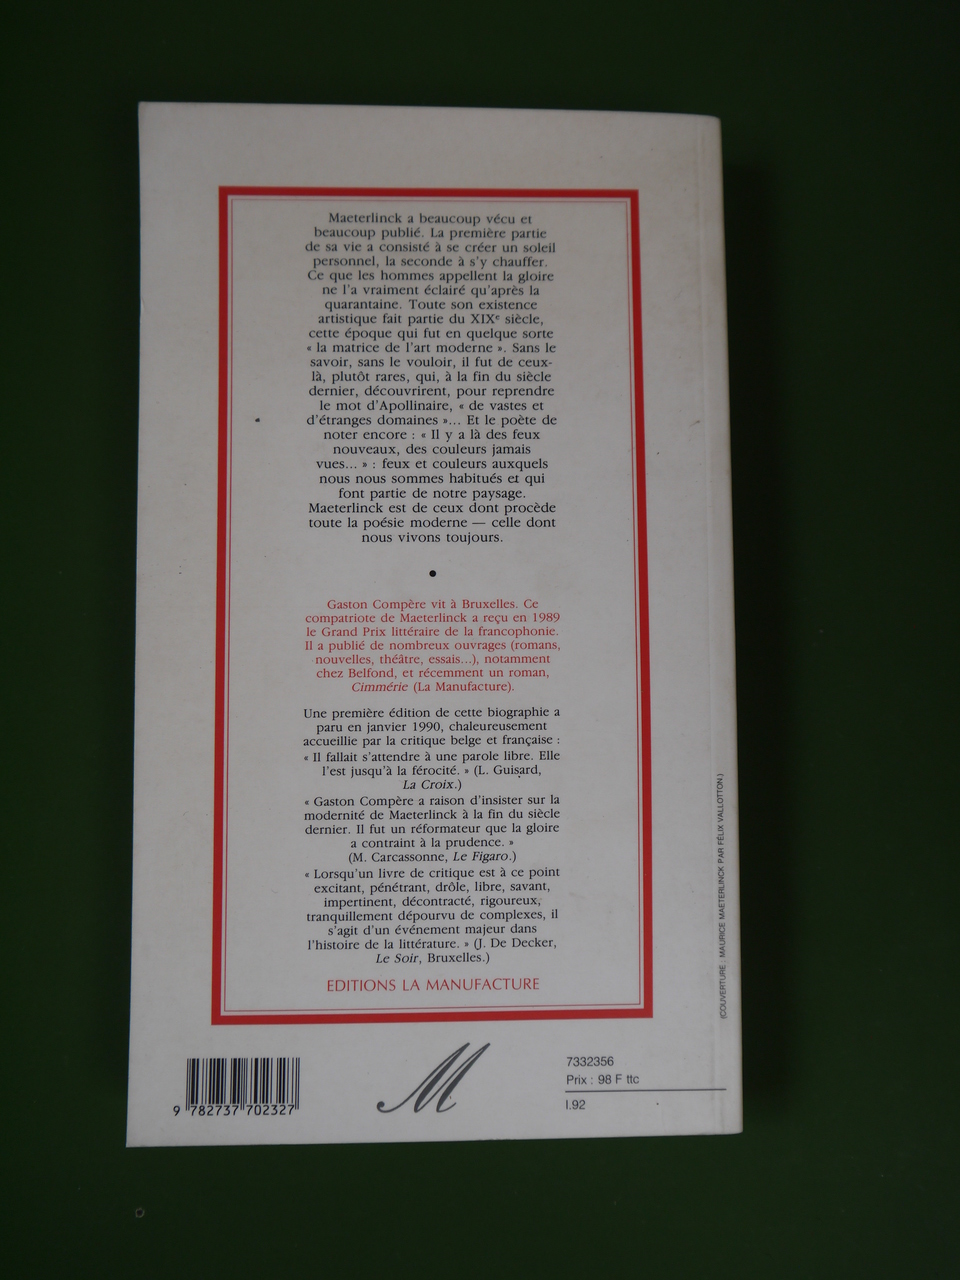 Maeterlinck a beaucoup vécu et
beaucoup publié. La première partie
de sa vie a consisté à se créer un soleil
personnel, la seconde à s'y chauffer.
Ce que les hommes appellent la gloire
ne l'a vraiment éclairé qu'après la
quarantaine. Toute son existence
artistique fait partie du XIXᵉ siècle,
cette époque qui fut en quelque sorte
« la matrice de l'art moderne ». Sans le
savoir, sans le vouloir, il fut de ceux-
là, plutôt rares, qui, à la fin du siècle
dernier, découvrirent, pour reprendre
le mot d'Apollinaire, « de vastes et
d'étranges domaines »... Et le poète de
noter encore : « Il y a là des feux
nouveaux, des couleurs jamais
vues... » : feux et couleurs auxquels
nous nous sommes habitués et qui
font partie de notre paysage.
Maeterlinck est de ceux dont procède
toute la poésie moderne — celle dont
nous vivons toujours.
•
Gaston Compère vit à Bruxelles. Ce
compatriote de Maeterlinck a reçu en 1989
le Grand Prix littéraire de la francophonie.
Il a publié de nombreux ouvrages (romans,
nouvelles, théâtre, essais...), notamment
chez Belfond, et récemment un roman,
Cimmérie (La Manufacture).
Une première édition de cette biographie a
paru en janvier 1990, chaleureusement
accueillie par la critique belge et française :
« Il fallait s'attendre à une parole libre. Elle
l'est jusqu'à la férocité. » (L. Guisard,
La Croix.)
« Gaston Compère a raison d'insister sur la
modernité de Maeterlinck à la fin du siècle
dernier. Il fut un réformateur que la gloire
a contraint à la prudence. »
(M. Carcassonne, Le Figaro.)
« Lorsqu'un livre de critique est à ce point
excitant, pénétrant, drôle, libre, savant,
impertinent, décontracté, rigoureux,
tranquillement dépourvu de complexes, il
s'agit d'un événement majeur dans
l'histoire de la littérature. » (J. De Decker,
Le Soir, Bruxelles.)
EDITIONS LA MANUFACTURE
(COUVERTURE : MAURICE MAETERLINCK PAR FÉLIX VALLOTTON.)
9 782737 702327
M
7332356
Prix : 98 F ttc
I.92